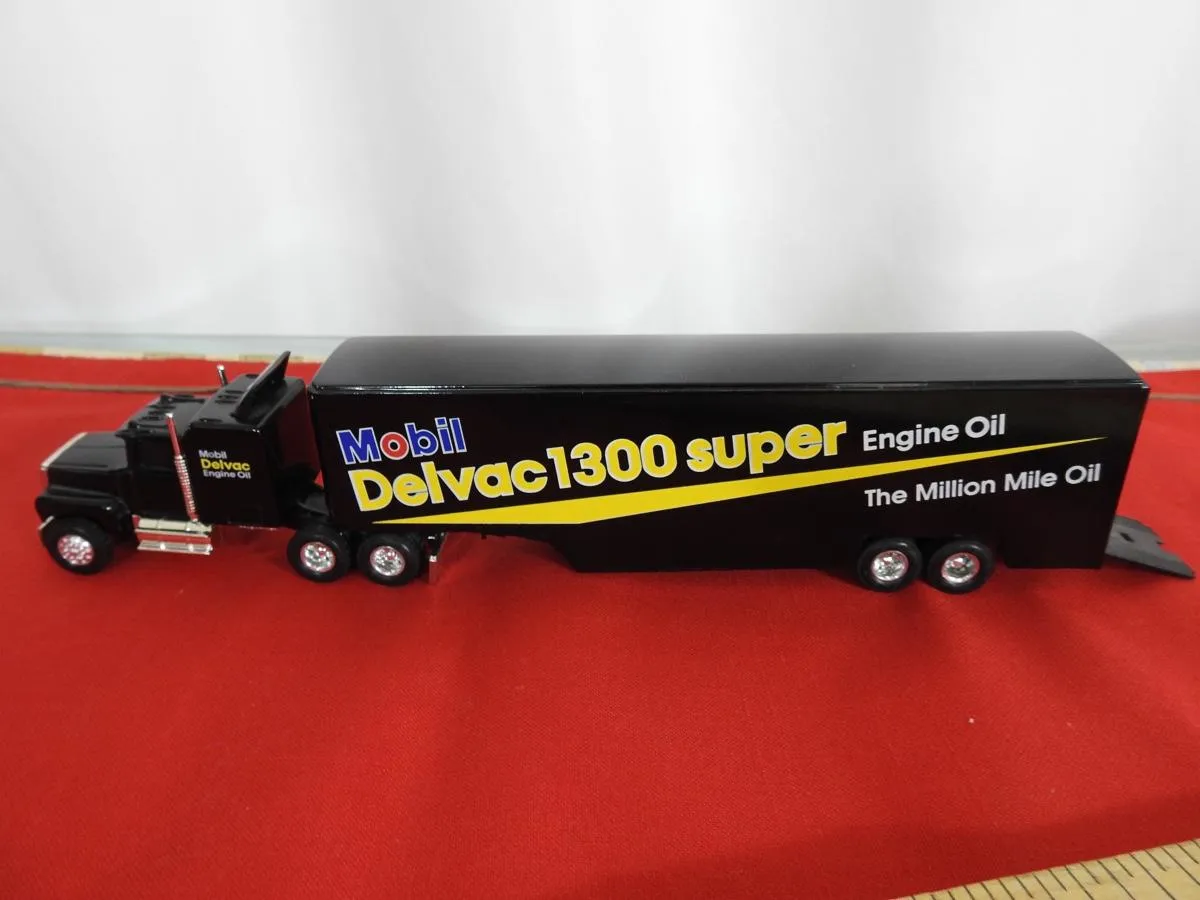 Mobil
Delvac
Engine Oil
Mobil
Delvac 1300 super Engine Oil
The Million Mile Oil